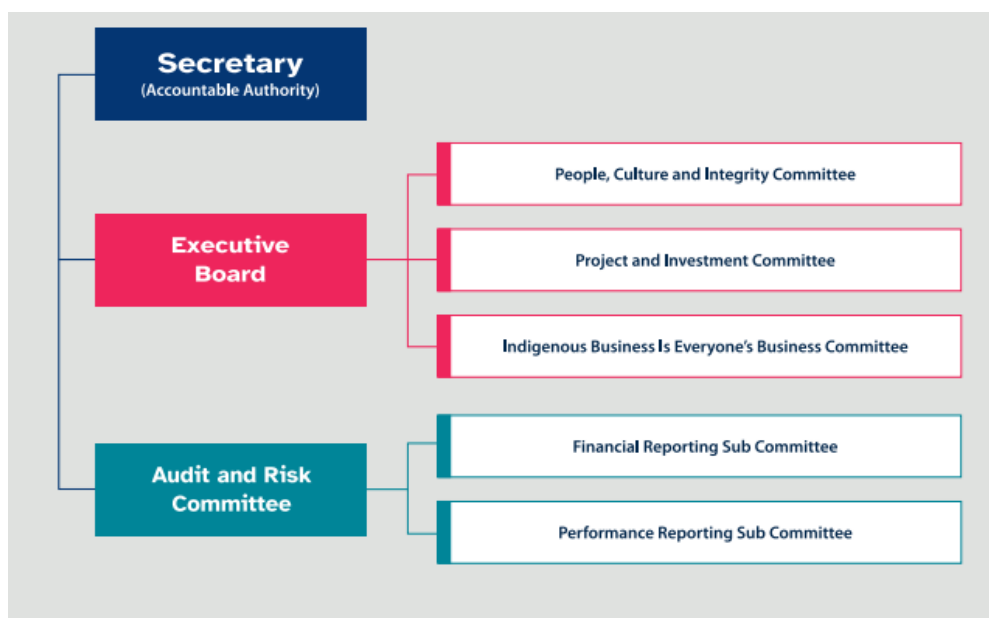 Secretary
(Accountable Authority)
People, Culture and Integrity Committee
Executive
Board
Project and Investment Committee
Indigenous Business Is Everyone’s Business Committee
Financial Reporting Sub Committee
Audit and Risk
Committee
Performance Reporting Sub Committee